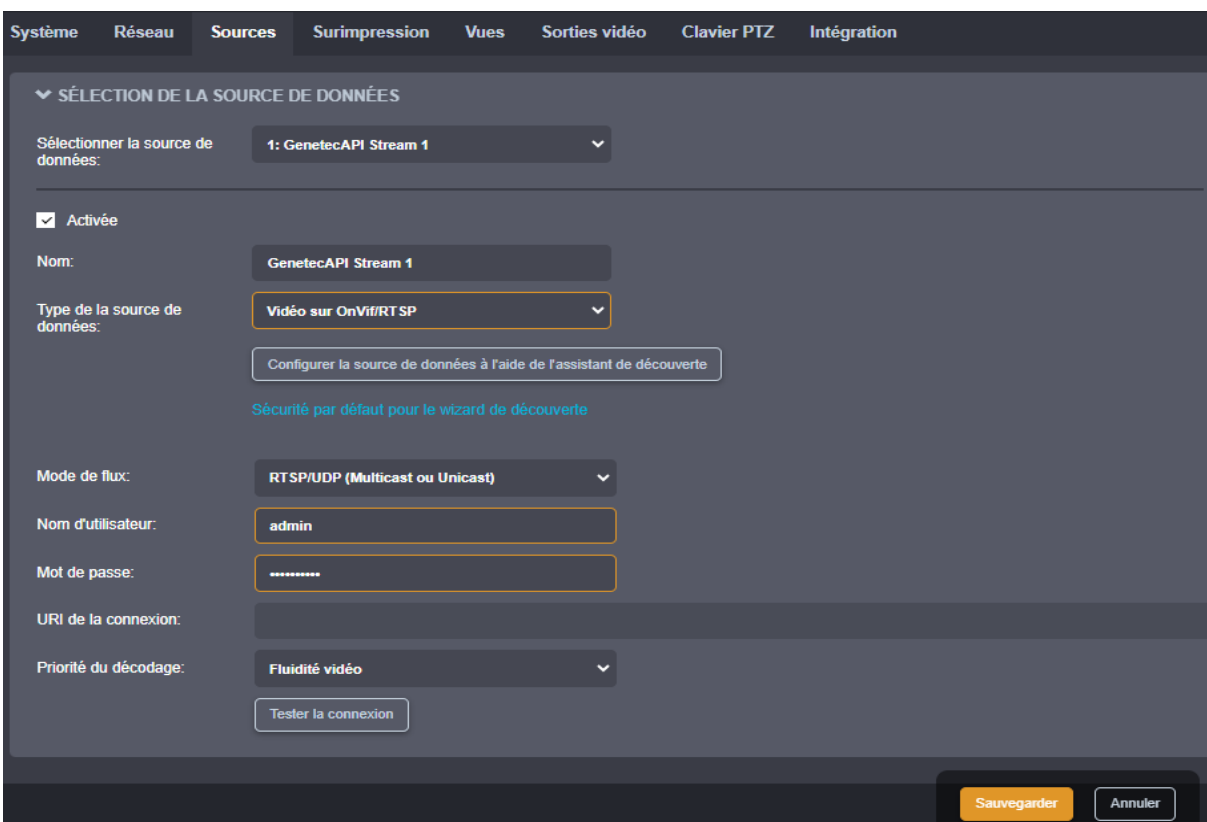 Système Réseau Sources Surimpression Vues Sorties vidéo Clavier PTZ Intégration
SÉLECTION DE LA SOURCE DE DONNÉES
Sélectionner la source de données: 1: GenetecAPI Stream 1
Activée
Nom: GenetecAPI Stream 1
Type de la source de données: Vidéo sur OnVif/RTSP
Configurer la source de données à l'aide de l'assistant de découverte
Sécurité par défaut pour le wizard de découverte
Mode de flux: RTSP/UDP (Multicast ou Unicast)
Nom d'utilisateur: admin
Mot de passe: ••••••••••
URI de la connexion:
Priorité du décodage: Fluidité vidéo
Tester la connexion
Sauvegarder Annuler